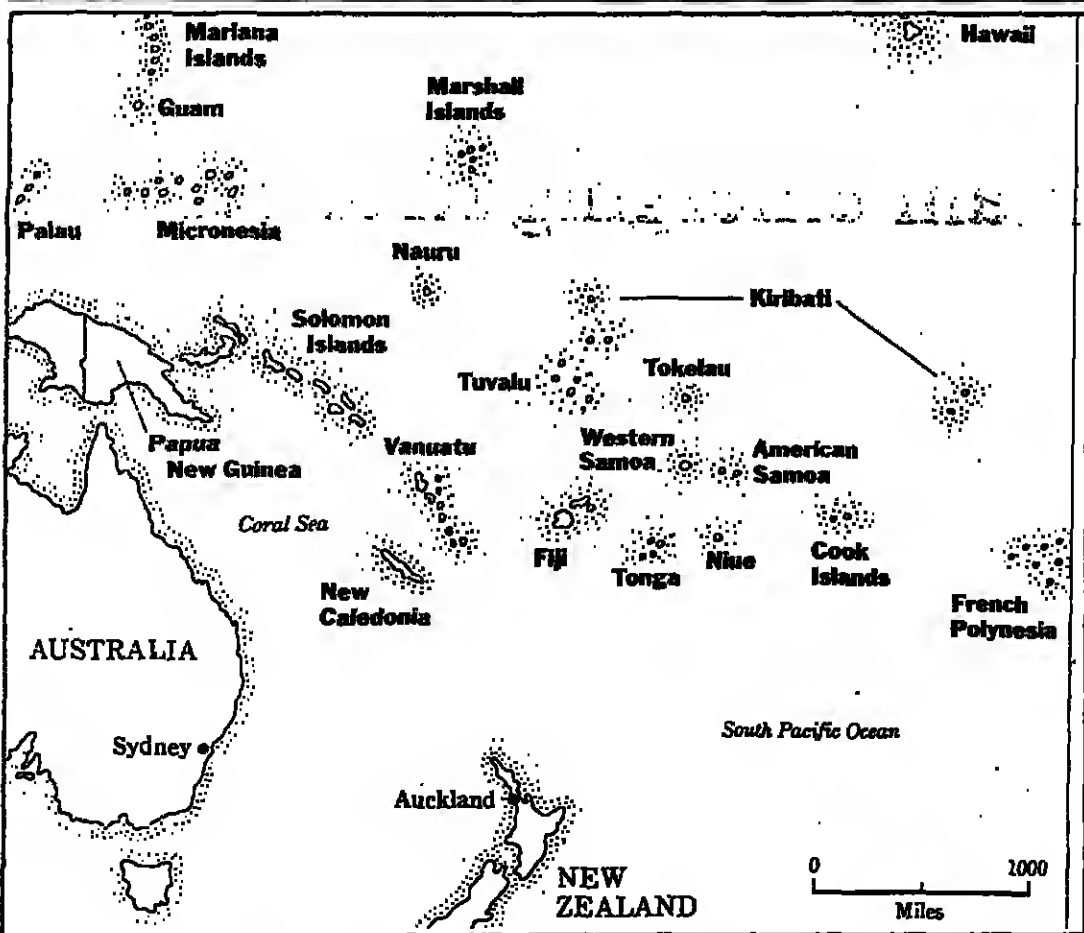 Mariana
Islands
Hawaii
Guam
Marshall
Islands
Palau
Micronesia
Nauru
Kiribati
Solomon
Islands
Tuvalu
Tokelau
Papua
New Guinea
Vanuatu
Western
Samoa
American
Samoa
Coral Sea
Fiji
Tonga
Niue
Cook
Islands
New
Caledonia
French
Polynesia
AUSTRALIA
South Pacific Ocean
Sydney
Auckland
NEW
ZEALAND
0 1000
Miles